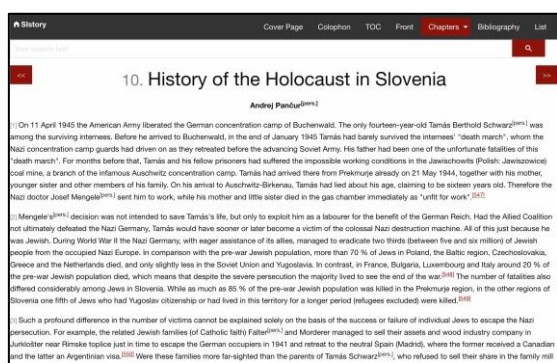 SIstory Cover Page Colophon TOC Front Chapters Bibliography List
Your search text
<< 10. History of the Holocaust in Slovenia >>
Andrej Pančur[pers.]
[1] On 11 April 1945 the American Army liberated the German concentration camp of Buchenwald. The only fourteen-year-old Tamás Berthold Schwarz[pers.] was
among the surviving internees. Before he arrived to Buchenwald, in the end of January 1945 Tamás had barely survived the internees' "death march", whom the
Nazi concentration camp guards had driven on as they retreated before the advancing Soviet Army. His father had been one of the unfortunate fatalities of this
"death march". For months before that, Tamás and his fellow prisoners had suffered the impossible working conditions in the Jawischowits (Polish: Jawiszowice)
coal mine, a branch of the infamous Auschwitz concentration camp. Tamás had arrived there from Prekmurje already on 21 May 1944, together with his mother,
younger sister and other members of his family. On his arrival to Auschwitz-Birkenau, Tamás had lied about his age, claiming to be sixteen years old. Therefore the
Nazi doctor Josef Mengele[pers.] sent him to work, while his mother and little sister died in the gas chamber immediately as "unfit for work".[547]
[2] Mengele's[pers.] decision was not intended to save Tamás's life, but only to exploit him as a labourer for the benefit of the German Reich. Had the Allied Coalition
not ultimately defeated the Nazi Germany, Tamás would have sooner or later become a victim of the colossal Nazi destruction machine. All of this just because he
was Jewish. During World War II the Nazi Germany, with eager assistance of its allies, managed to eradicate two thirds (between five and six million) of Jewish
people from the occupied Nazi Europe. In comparison with the pre-war Jewish population, more than 70 % of Jews in Poland, the Baltic region, Czechoslovakia,
Greece and the Netherlands died, and only slightly less in the Soviet Union and Yugoslavia. In contrast, in France, Bulgaria, Luxembourg and Italy around 20 % of
the pre-war Jewish population died, which means that despite the severe persecution the majority lived to see the end of the war.[548] The number of fatalities also
differed considerably among Jews in Slovenia. While as much as 85 % of the pre-war Jewish population was killed in the Prekmurje region, in the other regions of
Slovenia one fifth of Jews who had Yugoslav citizenship or had lived in this territory for a longer period (refugees excluded) were killed.[549]
[3] Such a profound difference in the number of victims cannot be explained solely on the basis of the success or failure of individual Jews to escape the Nazi
persecution. For example, the related Jewish families (of Catholic faith) Falter[pers.] and Morderer managed to sell their assets and wood industry company in
Jurklošter near Rimske toplice just in time to escape the German occupiers in 1941 and retreat to the neutral Spain (Madrid), where the former received a Canadian
and the latter an Argentinian visa.[550] Were these families more far-sighted than the parents of Tamás Schwarz[pers.], who refused to sell their share in the family mill